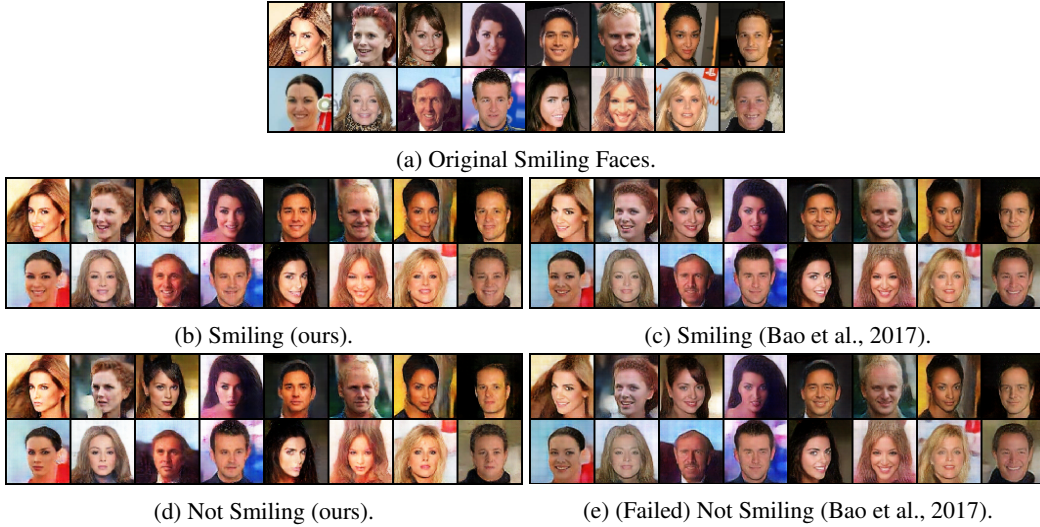 (a) Original Smiling Faces.
(b) Smiling (ours).
(c) Smiling (Bao et al., 2017).
(d) Not Smiling (ours).
(e) (Failed) Not Smiling (Bao et al., 2017).